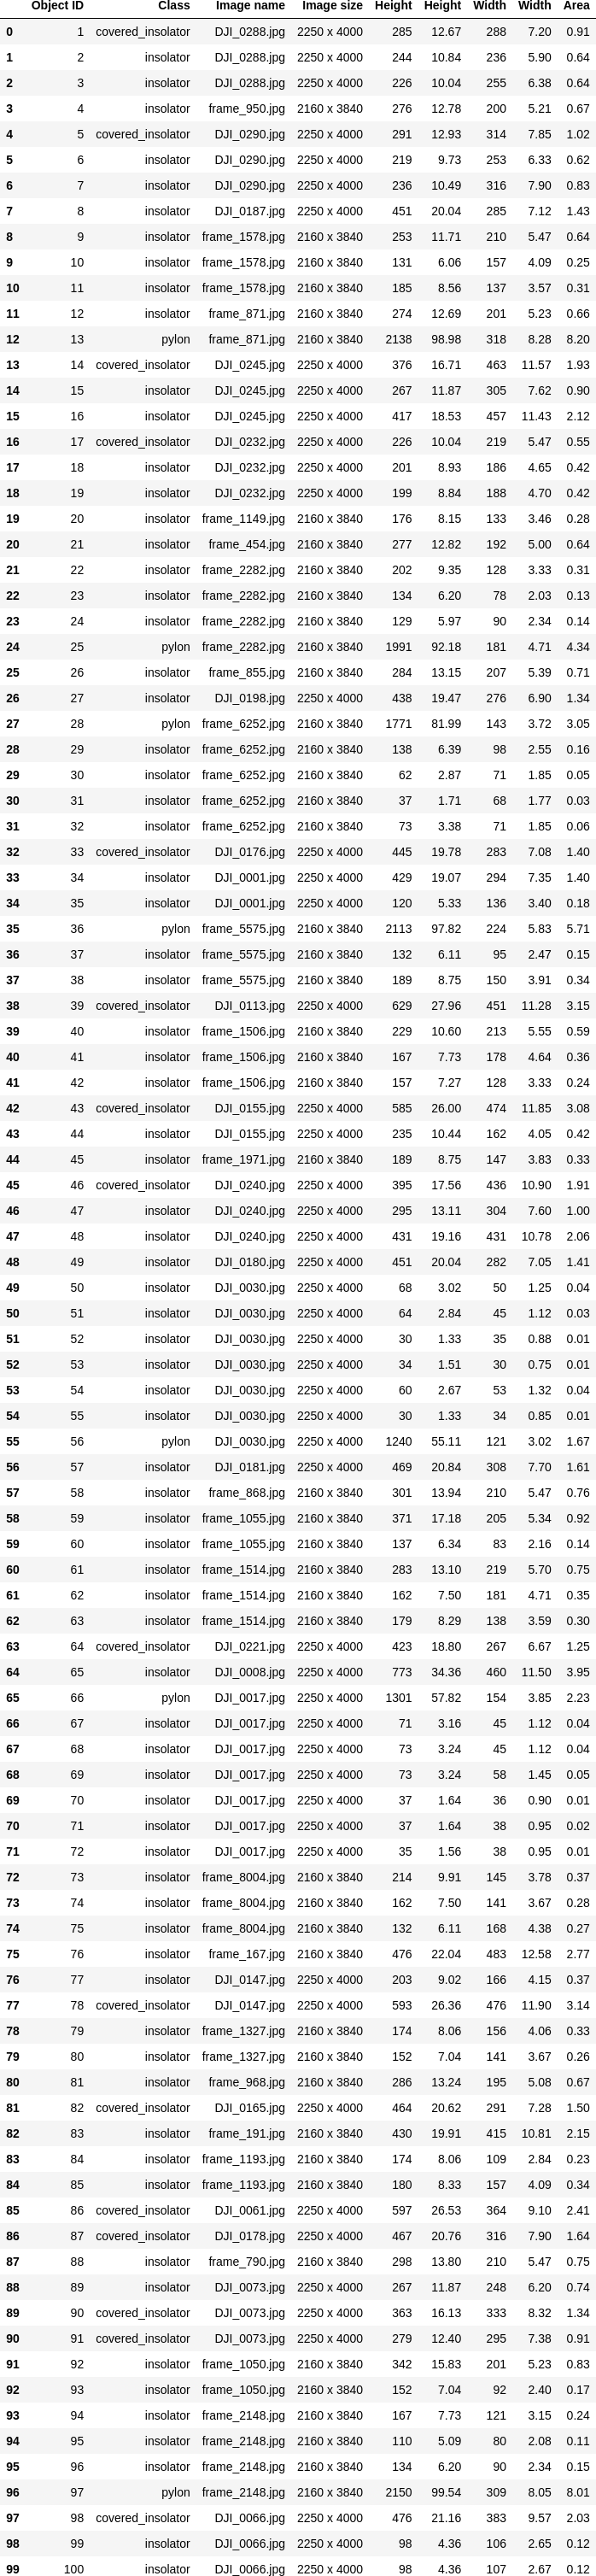 Object ID Class Image name Image size Height Height Width Width Area
0 1 covered_insolator DJI_0288.jpg 2250 x 4000 285 12.67 288 7.20 0.91
1 2 insolator DJI_0288.jpg 2250 x 4000 244 10.84 236 5.90 0.64
2 3 insolator DJI_0288.jpg 2250 x 4000 226 10.04 255 6.38 0.64
3 4 insolator frame_950.jpg 2160 x 3840 276 12.78 200 5.21 0.67
4 5 covered_insolator DJI_0290.jpg 2250 x 4000 291 12.93 314 7.85 1.02
5 6 insolator DJI_0290.jpg 2250 x 4000 219 9.73 253 6.33 0.62
6 7 insolator DJI_0290.jpg 2250 x 4000 236 10.49 316 7.90 0.83
7 8 insolator DJI_0187.jpg 2250 x 4000 451 20.04 285 7.12 1.43
8 9 insolator frame_1578.jpg 2160 x 3840 253 11.71 210 5.47 0.64
9 10 insolator frame_1578.jpg 2160 x 3840 131 6.06 157 4.09 0.25
10 11 insolator frame_1578.jpg 2160 x 3840 185 8.56 137 3.57 0.31
11 12 insolator frame_871.jpg 2160 x 3840 274 12.69 201 5.23 0.66
12 13 pylon frame_871.jpg 2160 x 3840 2138 98.98 318 8.28 8.20
13 14 covered_insolator DJI_0245.jpg 2250 x 4000 376 16.71 463 11.57 1.93
14 15 insolator DJI_0245.jpg 2250 x 4000 267 11.87 305 7.62 0.90
15 16 insolator DJI_0245.jpg 2250 x 4000 417 18.53 457 11.43 2.12
16 17 covered_insolator DJI_0232.jpg 2250 x 4000 226 10.04 219 5.47 0.55
17 18 insolator DJI_0232.jpg 2250 x 4000 201 8.93 186 4.65 0.42
18 19 insolator DJI_0232.jpg 2250 x 4000 199 8.84 188 4.70 0.42
19 20 insolator frame_1149.jpg 2160 x 3840 176 8.15 133 3.46 0.28
20 21 insolator frame_454.jpg 2160 x 3840 277 12.82 192 5.00 0.64
21 22 insolator frame_2282.jpg 2160 x 3840 202 9.35 128 3.33 0.31
22 23 insolator frame_2282.jpg 2160 x 3840 134 6.20 78 2.03 0.13
23 24 insolator frame_2282.jpg 2160 x 3840 129 5.97 90 2.34 0.14
24 25 pylon frame_2282.jpg 2160 x 3840 1991 92.18 181 4.71 4.34
25 26 insolator frame_855.jpg 2160 x 3840 284 13.15 207 5.39 0.71
26 27 insolator DJI_0198.jpg 2250 x 4000 438 19.47 276 6.90 1.34
27 28 pylon frame_6252.jpg 2160 x 3840 1771 81.99 143 3.72 3.05
28 29 insolator frame_6252.jpg 2160 x 3840 138 6.39 98 2.55 0.16
29 30 insolator frame_6252.jpg 2160 x 3840 62 2.87 71 1.85 0.05
30 31 insolator frame_6252.jpg 2160 x 3840 37 1.71 68 1.77 0.03
31 32 insolator frame_6252.jpg 2160 x 3840 73 3.38 71 1.85 0.06
32 33 covered_insolator DJI_0176.jpg 2250 x 4000 445 19.78 283 7.08 1.40
33 34 insolator DJI_0001.jpg 2250 x 4000 429 19.07 294 7.35 1.40
34 35 insolator DJI_0001.jpg 2250 x 4000 120 5.33 136 3.40 0.18
35 36 pylon frame_5575.jpg 2160 x 3840 2113 97.82 224 5.83 5.71
36 37 insolator frame_5575.jpg 2160 x 3840 132 6.11 95 2.47 0.15
37 38 insolator frame_5575.jpg 2160 x 3840 189 8.75 150 3.91 0.34
38 39 covered_insolator DJI_0113.jpg 2250 x 4000 629 27.96 451 11.28 3.15
39 40 insolator frame_1506.jpg 2160 x 3840 229 10.60 213 5.55 0.59
40 41 insolator frame_1506.jpg 2160 x 3840 167 7.73 178 4.64 0.36
41 42 insolator frame_1506.jpg 2160 x 3840 157 7.27 128 3.33 0.24
42 43 covered_insolator DJI_0155.jpg 2250 x 4000 585 26.00 474 11.85 3.08
43 44 insolator DJI_0155.jpg 2250 x 4000 235 10.44 162 4.05 0.42
44 45 insolator frame_1971.jpg 2160 x 3840 189 8.75 147 3.83 0.33
45 46 covered_insolator DJI_0240.jpg 2250 x 4000 395 17.56 436 10.90 1.91
46 47 insolator DJI_0240.jpg 2250 x 4000 295 13.11 304 7.60 1.00
47 48 insolator DJI_0240.jpg 2250 x 4000 431 19.16 431 10.78 2.06
48 49 insolator DJI_0180.jpg 2250 x 4000 451 20.04 282 7.05 1.41
49 50 insolator DJI_0030.jpg 2250 x 4000 68 3.02 50 1.25 0.04
50 51 insolator DJI_0030.jpg 2250 x 4000 64 2.84 45 1.12 0.03
51 52 insolator DJI_0030.jpg 2250 x 4000 30 1.33 35 0.88 0.01
52 53 insolator DJI_0030.jpg 2250 x 4000 34 1.51 30 0.75 0.01
53 54 insolator DJI_0030.jpg 2250 x 4000 60 2.67 53 1.32 0.04
54 55 insolator DJI_0030.jpg 2250 x 4000 30 1.33 34 0.85 0.01
55 56 pylon DJI_0030.jpg 2250 x 4000 1240 55.11 121 3.02 1.67
56 57 insolator DJI_0181.jpg 2250 x 4000 469 20.84 308 7.70 1.61
57 58 insolator frame_868.jpg 2160 x 3840 301 13.94 210 5.47 0.76
58 59 insolator frame_1055.jpg 2160 x 3840 371 17.18 205 5.34 0.92
59 60 insolator frame_1055.jpg 2160 x 3840 137 6.34 83 2.16 0.14
60 61 insolator frame_1514.jpg 2160 x 3840 283 13.10 219 5.70 0.75
61 62 insolator frame_1514.jpg 2160 x 3840 162 7.50 181 4.71 0.35
62 63 insolator frame_1514.jpg 2160 x 3840 179 8.29 138 3.59 0.30
63 64 covered_insolator DJI_0221.jpg 2250 x 4000 423 18.80 267 6.67 1.25
64 65 insolator DJI_0008.jpg 2250 x 4000 773 34.36 460 11.50 3.95
65 66 pylon DJI_0017.jpg 2250 x 4000 1301 57.82 154 3.85 2.23
66 67 insolator DJI_0017.jpg 2250 x 4000 71 3.16 45 1.12 0.04
67 68 insolator DJI_0017.jpg 2250 x 4000 73 3.24 45 1.12 0.04
68 69 insolator DJI_0017.jpg 2250 x 4000 73 3.24 58 1.45 0.05
69 70 insolator DJI_0017.jpg 2250 x 4000 37 1.64 36 0.90 0.01
70 71 insolator DJI_0017.jpg 2250 x 4000 37 1.64 38 0.95 0.02
71 72 insolator DJI_0017.jpg 2250 x 4000 35 1.56 38 0.95 0.01
72 73 insolator frame_8004.jpg 2160 x 3840 214 9.91 145 3.78 0.37
73 74 insolator frame_8004.jpg 2160 x 3840 162 7.50 141 3.67 0.28
74 75 insolator frame_8004.jpg 2160 x 3840 132 6.11 168 4.38 0.27
75 76 insolator frame_167.jpg 2160 x 3840 476 22.04 483 12.58 2.77
76 77 insolator DJI_0147.jpg 2250 x 4000 203 9.02 166 4.15 0.37
77 78 covered_insolator DJI_0147.jpg 2250 x 4000 593 26.36 476 11.90 3.14
78 79 insolator frame_1327.jpg 2160 x 3840 174 8.06 156 4.06 0.33
79 80 insolator frame_1327.jpg 2160 x 3840 152 7.04 141 3.67 0.26
80 81 insolator frame_968.jpg 2160 x 3840 286 13.24 195 5.08 0.67
81 82 covered_insolator DJI_0165.jpg 2250 x 4000 464 20.62 291 7.28 1.50
82 83 insolator frame_191.jpg 2160 x 3840 430 19.91 415 10.81 2.15
83 84 insolator frame_1193.jpg 2160 x 3840 174 8.06 109 2.84 0.23
84 85 insolator frame_1193.jpg 2160 x 3840 180 8.33 157 4.09 0.34
85 86 covered_insolator DJI_0061.jpg 2250 x 4000 597 26.53 364 9.10 2.41
86 87 covered_insolator DJI_0178.jpg 2250 x 4000 467 20.76 316 7.90 1.64
87 88 insolator frame_790.jpg 2160 x 3840 298 13.80 210 5.47 0.75
88 89 insolator DJI_0073.jpg 2250 x 4000 267 11.87 248 6.20 0.74
89 90 covered_insolator DJI_0073.jpg 2250 x 4000 363 16.13 333 8.32 1.34
90 91 covered_insolator DJI_0073.jpg 2250 x 4000 279 12.40 295 7.38 0.91
91 92 insolator frame_1050.jpg 2160 x 3840 342 15.83 201 5.23 0.83
92 93 insolator frame_1050.jpg 2160 x 3840 152 7.04 92 2.40 0.17
93 94 insolator frame_2148.jpg 2160 x 3840 167 7.73 121 3.15 0.24
94 95 insolator frame_2148.jpg 2160 x 3840 110 5.09 80 2.08 0.11
95 96 insolator frame_2148.jpg 2160 x 3840 134 6.20 90 2.34 0.15
96 97 pylon frame_2148.jpg 2160 x 3840 2150 99.54 309 8.05 8.01
97 98 covered_insolator DJI_0066.jpg 2250 x 4000 476 21.16 383 9.57 2.03
98 99 insolator DJI_0066.jpg 2250 x 4000 98 4.36 106 2.65 0.12
99 100 insolator DJI_0066.jpg 2250 x 4000 98 4.36 107 2.67 0.12